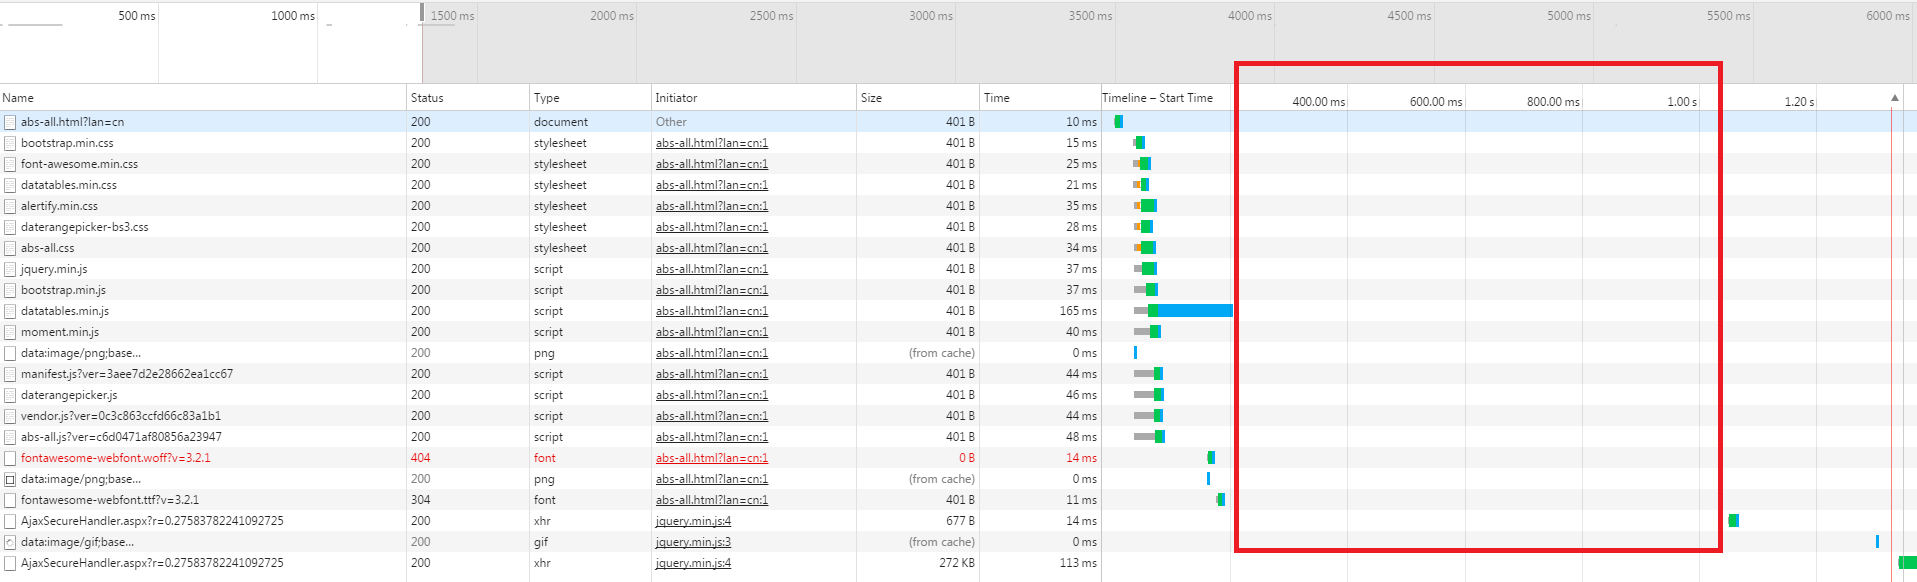 500 ms 1000 ms 1500 ms 2000 ms 2500 ms 3000 ms 3500 ms 4000 ms 4500 ms 5000 ms 5500 ms 6000 ms
Name Status Type Initiator Size Time Timeline – Start Time 400.00 ms 600.00 ms 800.00 ms 1.00 s 1.20 s
abs-all.html?lan=cn 200 document Other 401 B 10 ms
bootstrap.min.css 200 stylesheet abs-all.html?lan=cn:1 401 B 15 ms
font-awesome.min.css 200 stylesheet abs-all.html?lan=cn:1 401 B 25 ms
datatables.min.css 200 stylesheet abs-all.html?lan=cn:1 401 B 21 ms
alertify.min.css 200 stylesheet abs-all.html?lan=cn:1 401 B 35 ms
daterangepicker-bs3.css 200 stylesheet abs-all.html?lan=cn:1 401 B 28 ms
abs-all.css 200 stylesheet abs-all.html?lan=cn:1 401 B 34 ms
jquery.min.js 200 script abs-all.html?lan=cn:1 401 B 37 ms
bootstrap.min.js 200 script abs-all.html?lan=cn:1 401 B 37 ms
datatables.min.js 200 script abs-all.html?lan=cn:1 401 B 165 ms
moment.min.js 200 script abs-all.html?lan=cn:1 401 B 40 ms
data:image/png;base... 200 png abs-all.html?lan=cn:1 (from cache) 0 ms
manifest.js?ver=3aee7d2e28662ea1cc67 200 script abs-all.html?lan=cn:1 401 B 44 ms
daterangepicker.js 200 script abs-all.html?lan=cn:1 401 B 46 ms
vendor.js?ver=0c3c863ccfd66c83a1b1 200 script abs-all.html?lan=cn:1 401 B 44 ms
abs-all.js?ver=c6d0471af80856a23947 200 script abs-all.html?lan=cn:1 401 B 48 ms
fontawesome-webfont.woff?v=3.2.1 404 font abs-all.html?lan=cn:1 0 B 14 ms
data:image/png;base... 200 png abs-all.html?lan=cn:1 (from cache) 0 ms
fontawesome-webfont.ttf?v=3.2.1 304 font abs-all.html?lan=cn:1 401 B 11 ms
AjaxSecureHandler.aspx?r=0.27583782241092725 200 xhr jquery.min.js:4 677 B 14 ms
data:image/gif;base... 200 gif jquery.min.js:3 (from cache) 0 ms
AjaxSecureHandler.aspx?r=0.27583782241092725 200 xhr jquery.min.js:4 272 KB 113 ms